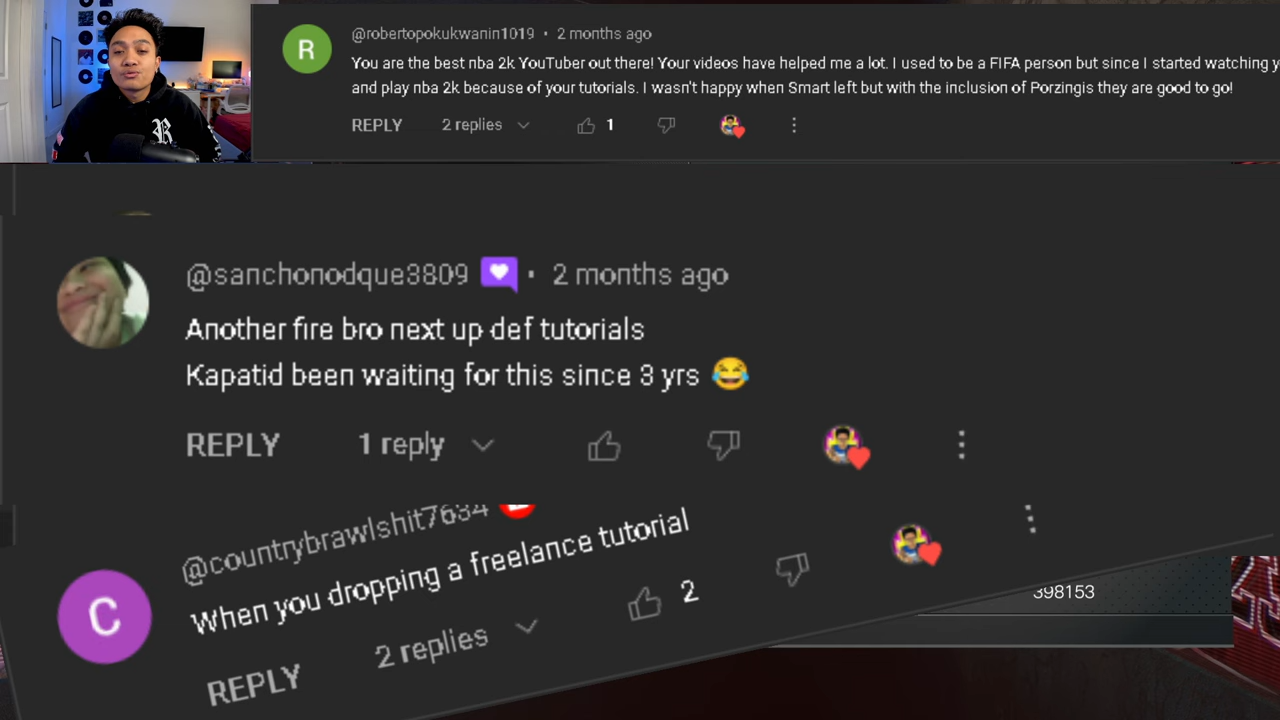 R
@robertopokukwanin1019 • 2 months ago
You are the best nba 2k YouTuber out there! Your videos have helped me a lot. I used to be a FIFA person but since I started watching
and play nba 2k because of your tutorials. I wasn't happy when Smart left but with the inclusion of Porzingis they are good to go!
REPLY 2 replies 1
@sanchonodque3809 · 2 months ago
Another fire bro next up def tutorials
Kapatid been waiting for this since 3 yrs 😂
REPLY 1 reply
@countrybrawlshit7634
C
When you dropping a freelance tutorial
2
REPLY 2 replies
398153